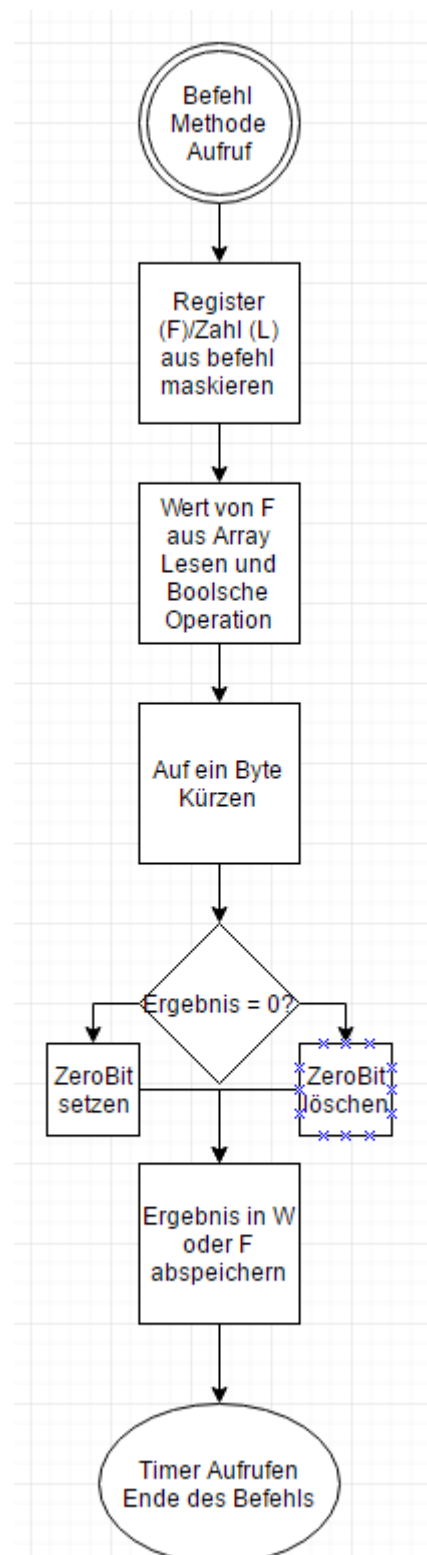 Befehl
Methode
Aufruf
Register
(F)/Zahl (L)
aus befehl
maskieren
Wert von F
aus Array
Lesen und
Boolsche
Operation
Auf ein Byte
Kürzen
Ergebnis = 0?
ZeroBit
setzen
ZeroBit
löschen
Ergebnis in W
oder F
abspeichern
Timer Aufrufen
Ende des Befehls